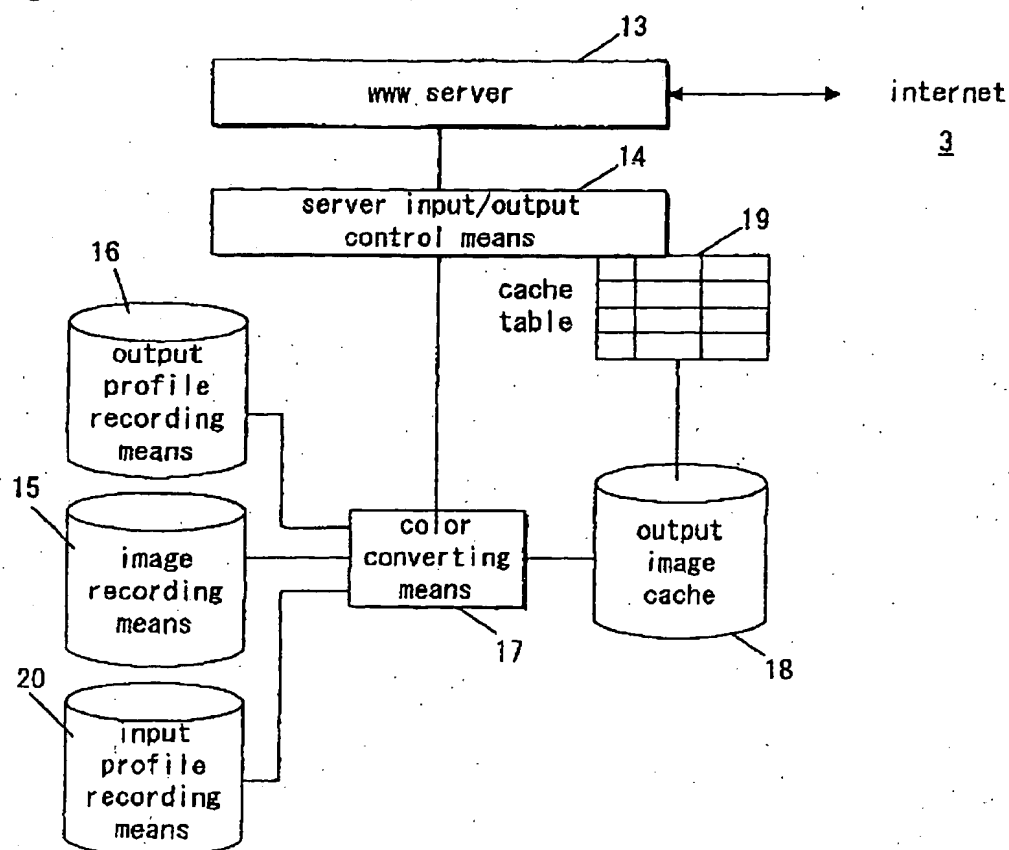 13
www server
internet
3
14
server input/output
control means
19
cache
table
16
output
profile
recording
means
15
image
recording
means
color
converting
means
17
output
image
cache
18
20
input
profile
recording
means